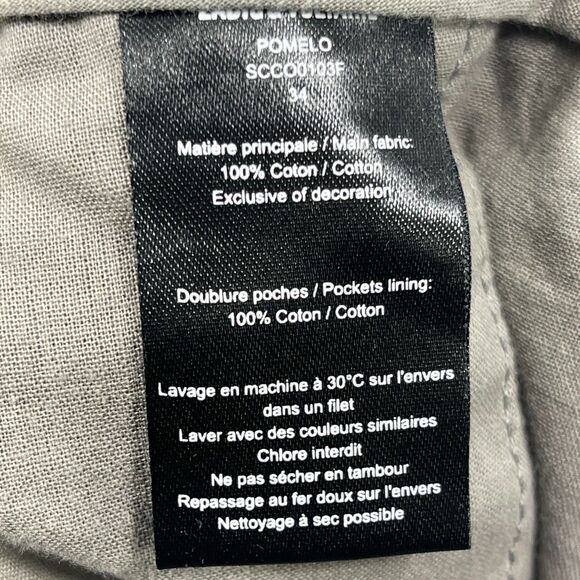 POMELO
SCCO0103F
34
Matière principale / Main fabric:
100% Coton / Cotton
Exclusive of decoration
Doublure poches / Pockets lining:
100% Coton / Cotton
Lavage en machine à 30°C sur l'envers
dans un filet
Laver avec des couleurs similaires
Chlore interdit
Ne pas sécher en tambour
Repassage au fer doux sur l'envers
Nettoyage à sec possible